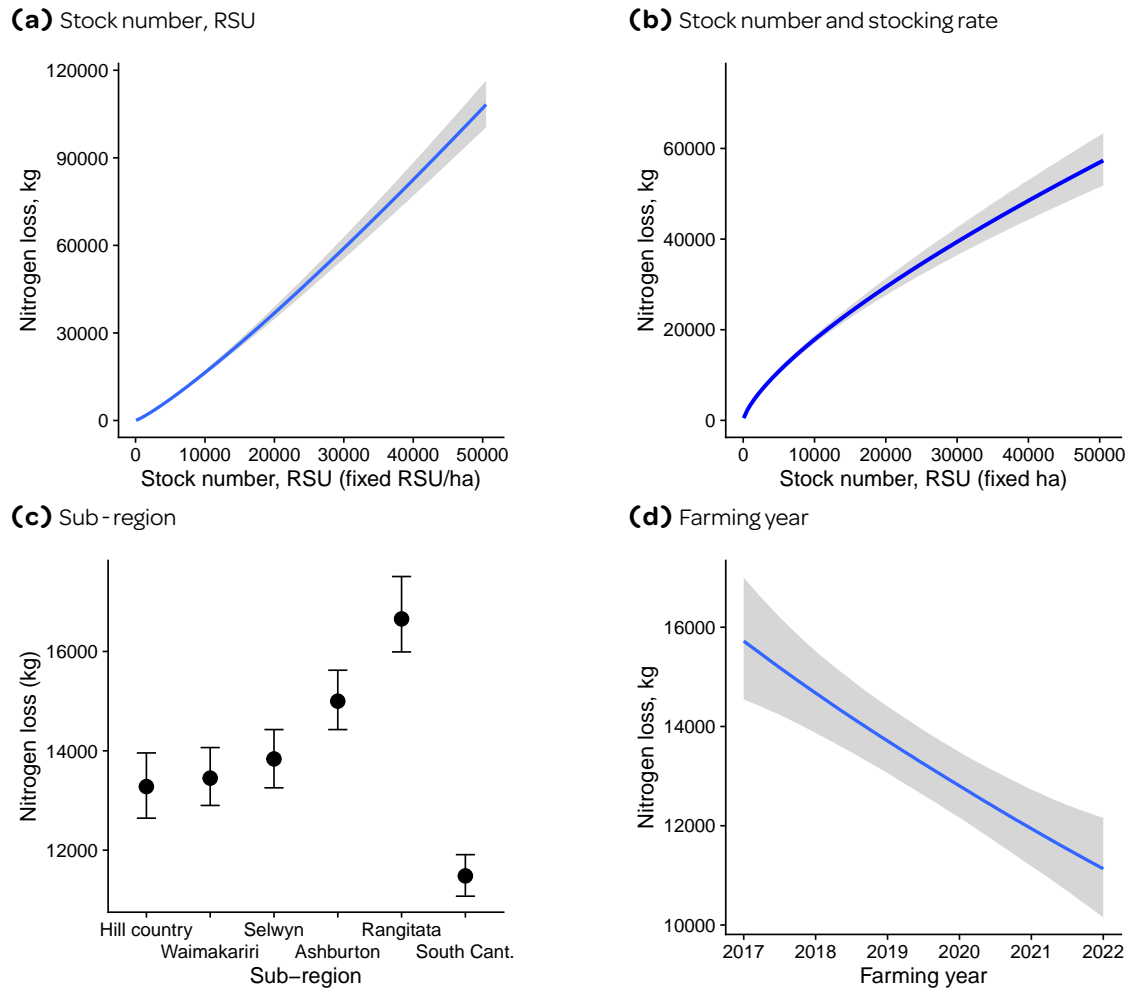 (a) Stock number, RSU
Nitrogen loss, kg
120000
90000
60000
30000
0
0 10000 20000 30000 40000 50000
Stock number, RSU (fixed RSU/ha)
(b) Stock number and stocking rate
Nitrogen loss, kg
60000
40000
20000
0
0 10000 20000 30000 40000 50000
Stock number, RSU (fixed ha)
(c) Sub-region
Nitrogen loss (kg)
16000
14000
12000
Hill country Selwyn Rangitata
Waimakariri Ashburton South Cant.
Sub−region
(d) Farming year
Nitrogen loss, kg
16000
14000
12000
10000
2017 2018 2019 2020 2021 2022
Farming year